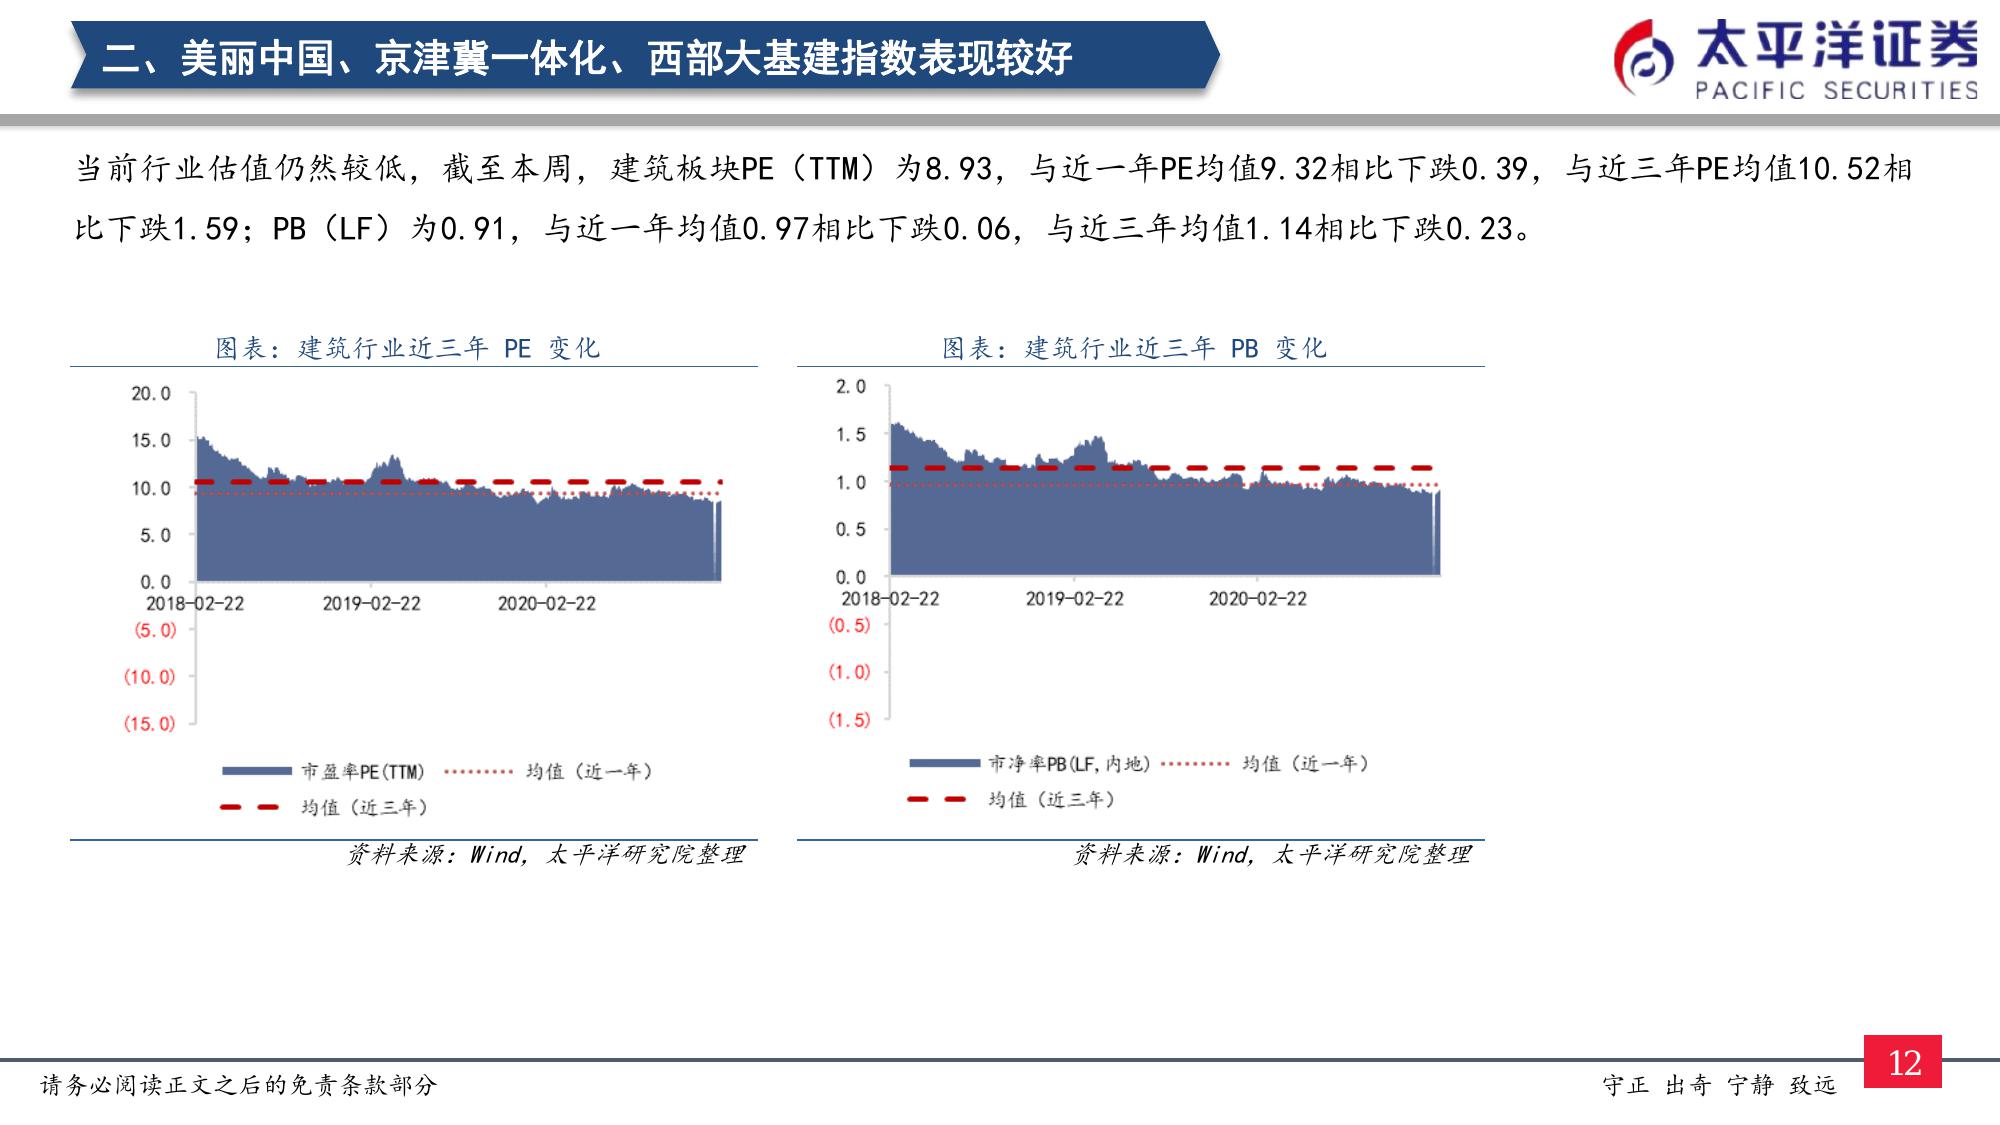 二、美丽中国、京津冀一体化、西部大基建指数表现较好
太平洋证券
PACIFIC SECURITIES
当前行业估值仍然较低，截至本周，建筑板块PE（TTM）为8.93，与近一年PE均值9.32相比下跌0.39，与近三年PE均值10.52相
比下跌1.59；PB（LF）为0.91，与近一年均值0.97相比下跌0.06，与近三年均值1.14相比下跌0.23。
图表：建筑行业近三年 PE 变化
20.0
15.0
10.0
5.0
0.0
2018-02-22 2019-02-22 2020-02-22
(5.0)
(10.0)
(15.0)
市盈率PE(TTM) 均值（近一年）
均值（近三年）
资料来源：Wind，太平洋研究院整理
图表：建筑行业近三年 PB 变化
2.0
1.5
1.0
0.5
0.0
2018-02-22 2019-02-22 2020-02-22
(0.5)
(1.0)
(1.5)
市净率PB(LF,内地) 均值（近一年）
均值（近三年）
资料来源：Wind，太平洋研究院整理
请务必阅读正文之后的免责条款部分
守正 出奇 宁静 致远
12